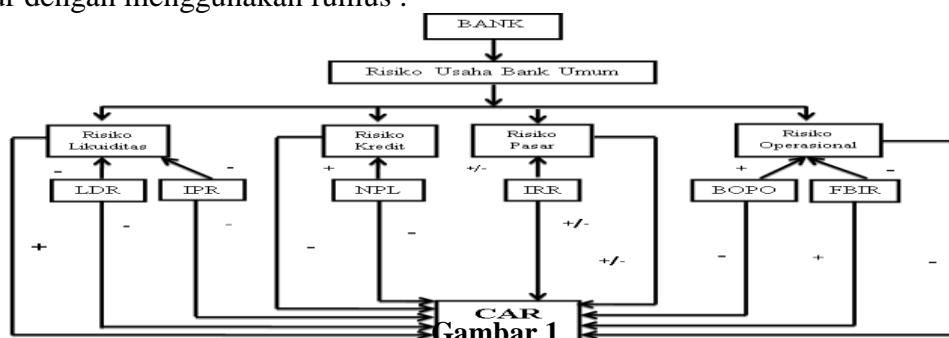 dengan menggunakan rumus :
BANK
Risiko Usaha Bank Umum
Risiko
Likuiditas
Risiko
Kredit
Risiko
Pasar
Risiko
Operasional
- - + +/- + -
LDR IPR NPL IRR BOPO FBIR
- - - - +/- - +
+ +/- -
CAR
Gambar 1